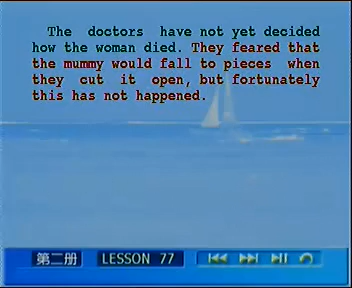 The doctors have not yet decided
how the woman died. They feared that
the mummy would fall to pieces when
they cut it open, but fortunately
this has not happened.
第二册 LESSON 77